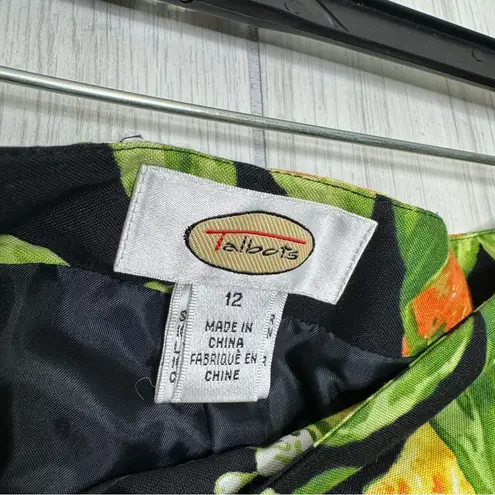 Talbots
12
MADE IN
CHINA
FABRIQUÉ EN
CHINE